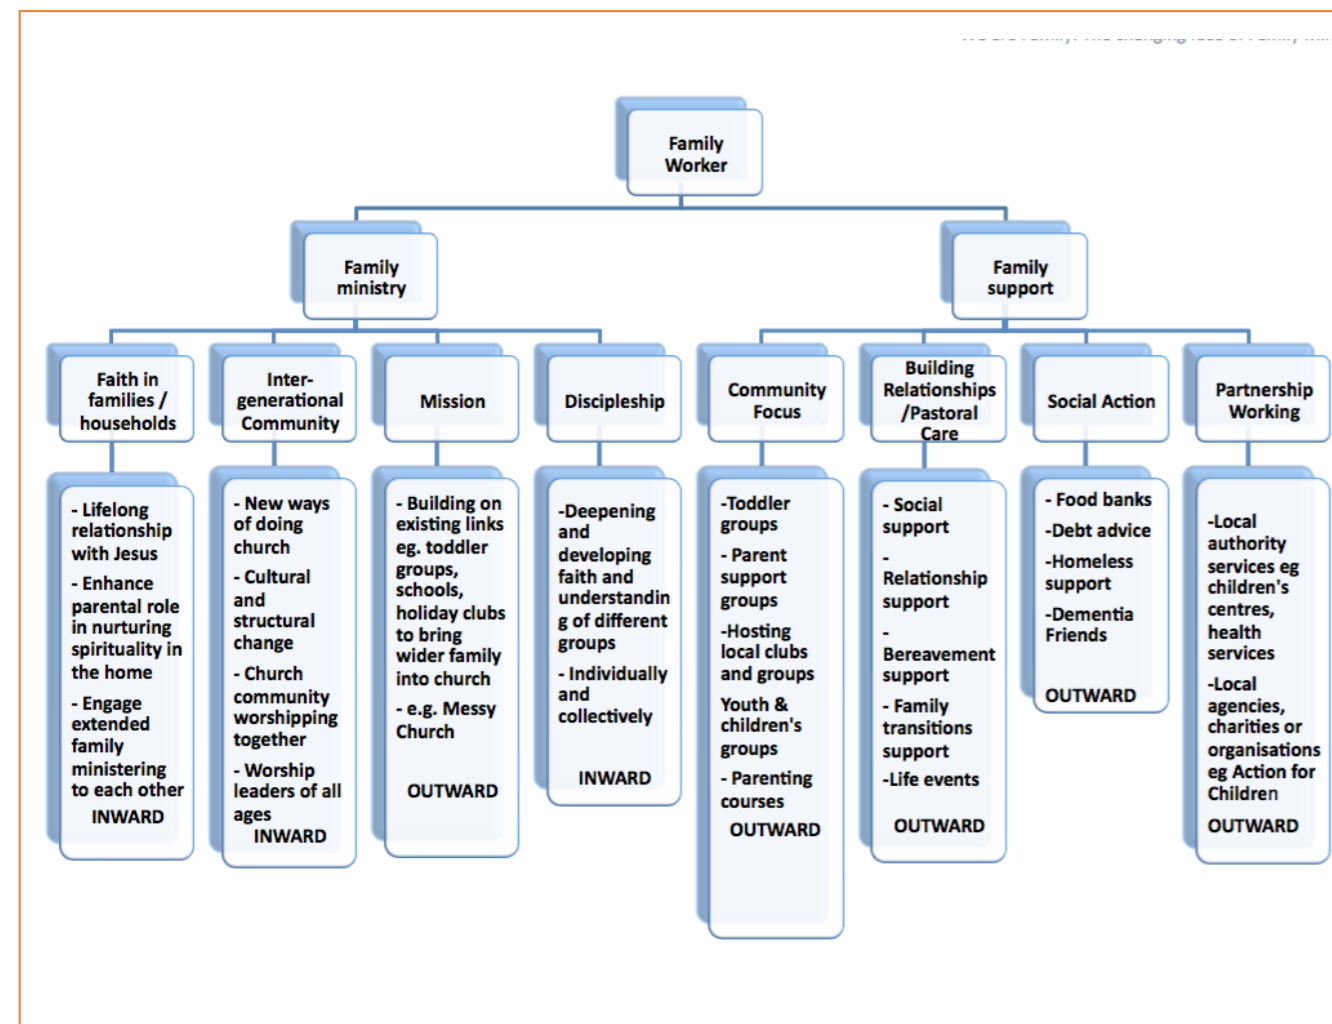 Family
Worker
Family
ministry
Family
support
Faith in
families /
households
Inter-
generational
Community
Mission
Discipleship
Community
Focus
Building
Relationships
/Pastoral
Care
Social Action
Partnership
Working
- Lifelong
relationship
with Jesus
- Enhance
parental role
in nurturing
spirituality in
the home
- Engage
extended
family
ministering
to each other
INWARD
- New ways
of doing
church
- Cultural
and
structural
change
- Church
community
worshipping
together
- Worship
leaders of all
ages
INWARD
- Building on
existing links
eg. toddler
groups,
schools,
holiday clubs
to bring
wider family
into church
- e.g. Messy
Church
OUTWARD
-Deepening
and
developing
faith and
understandin
g of different
groups
- Individually
and
collectively
INWARD
-Toddler
groups
- Parent
support
groups
-Hosting
local clubs
and groups
Youth &
children's
groups
- Parenting
courses
OUTWARD
- Social
support
-
Relationship
support
-
Bereavement
support
- Family
transitions
support
-Life events
OUTWARD
- Food banks
-Debt advice
-Homeless
support
-Dementia
Friends
OUTWARD
-Local
authority
services eg
children's
centres,
health
services
-Local
agencies,
charities or
organisations
eg Action for
Children
OUTWARD